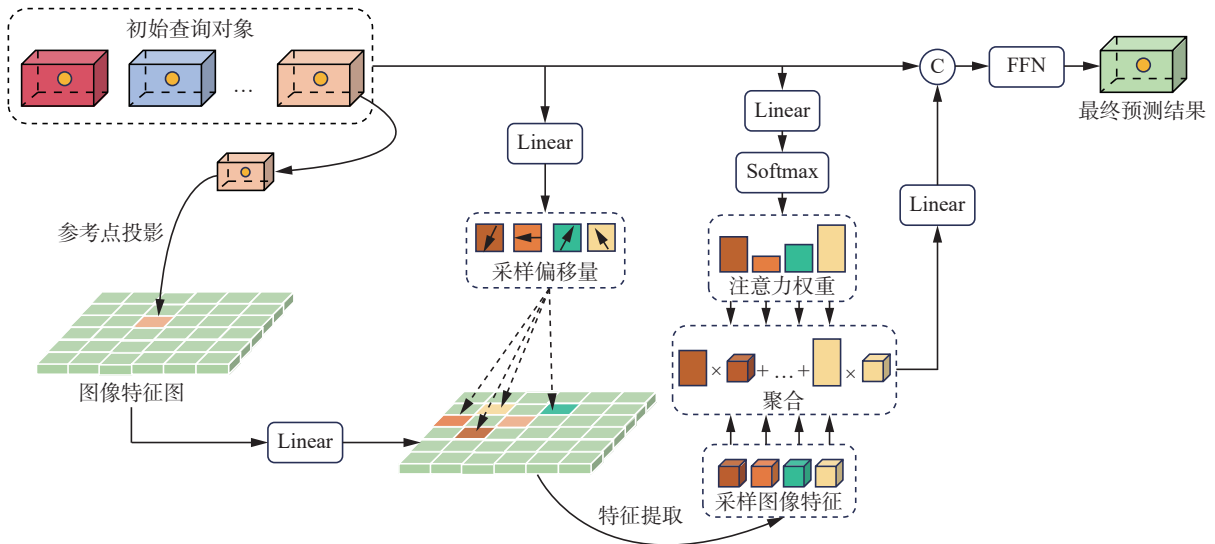 初始查询对象
…
C
FFN
最终预测结果
Linear
Linear
Softmax
Linear
参考点投影
采样偏移量
注意力权重
× + … + ×
聚合
图像特征图
Linear
采样图像特征
特征提取